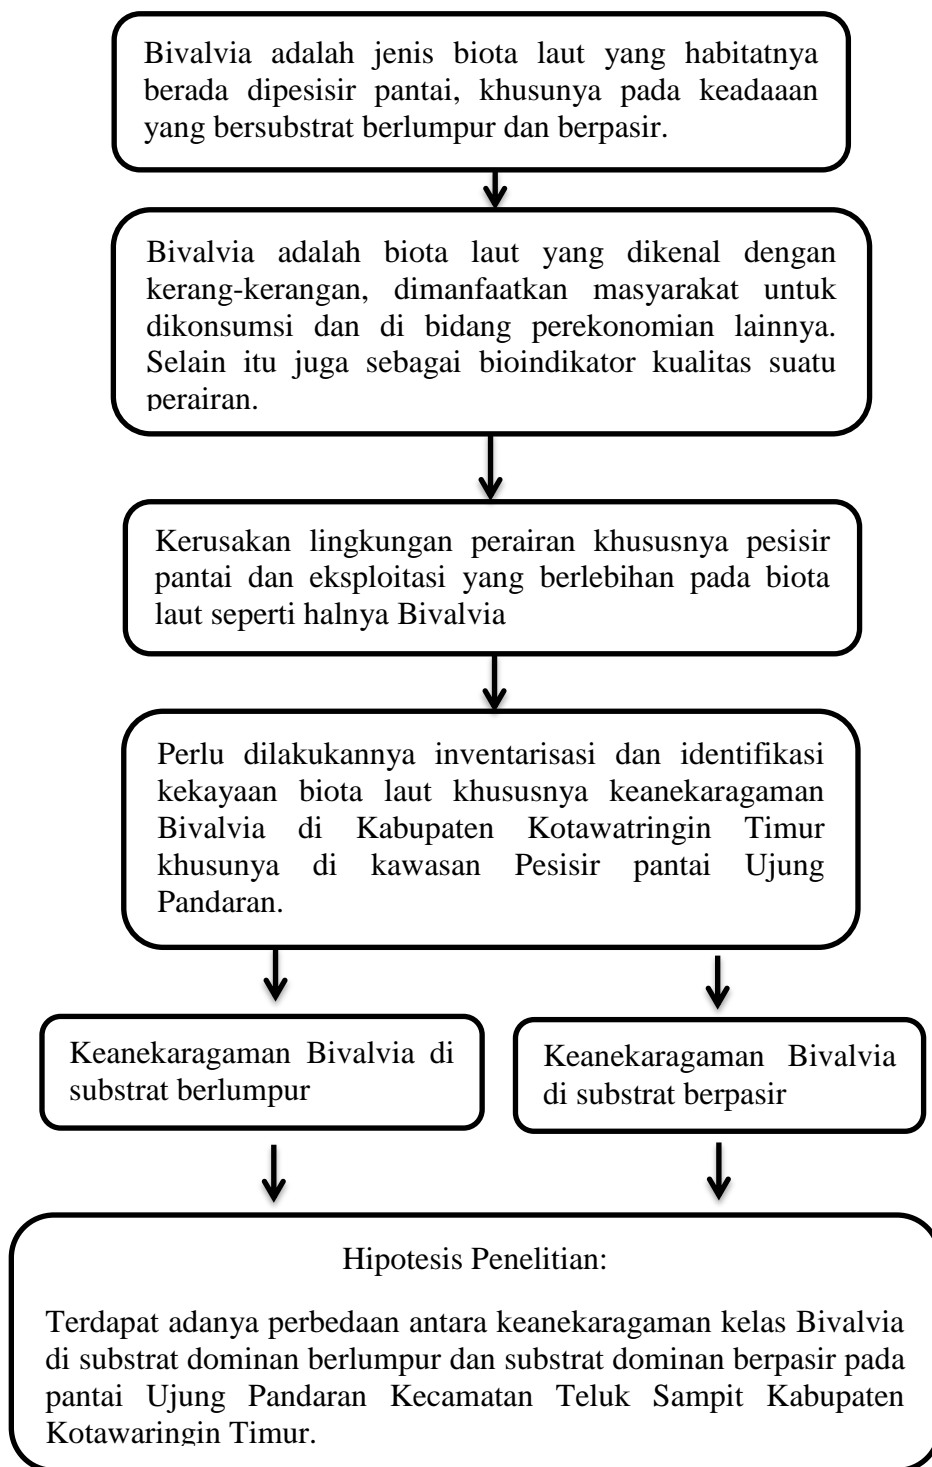 Bivalvia adalah jenis biota laut yang habitatnya
berada dipesisir pantai, khusunya pada keadaaan
yang bersubstrat berlumpur dan berpasir.
Bivalvia adalah biota laut yang dikenal dengan
kerang-kerangan, dimanfaatkan masyarakat untuk
dikonsumsi dan di bidang perekonomian lainnya.
Selain itu juga sebagai bioindikator kualitas suatu
perairan.
Kerusakan lingkungan perairan khususnya pesisir
pantai dan eksploitasi yang berlebihan pada biota
laut seperti halnya Bivalvia
Perlu dilakukannya inventarisasi dan identifikasi
kekayaan biota laut khususnya keanekaragaman
Bivalvia di Kabupaten Kotawatringin Timur
khusunya di kawasan Pesisir pantai Ujung
Pandaran.
Keanekaragaman Bivalvia di
substrat berlumpur
Keanekaragaman Bivalvia
di substrat berpasir
Hipotesis Penelitian:
Terdapat adanya perbedaan antara keanekaragaman kelas Bivalvia
di substrat dominan berlumpur dan substrat dominan berpasir pada
pantai Ujung Pandaran Kecamatan Teluk Sampit Kabupaten
Kotawaringin Timur.